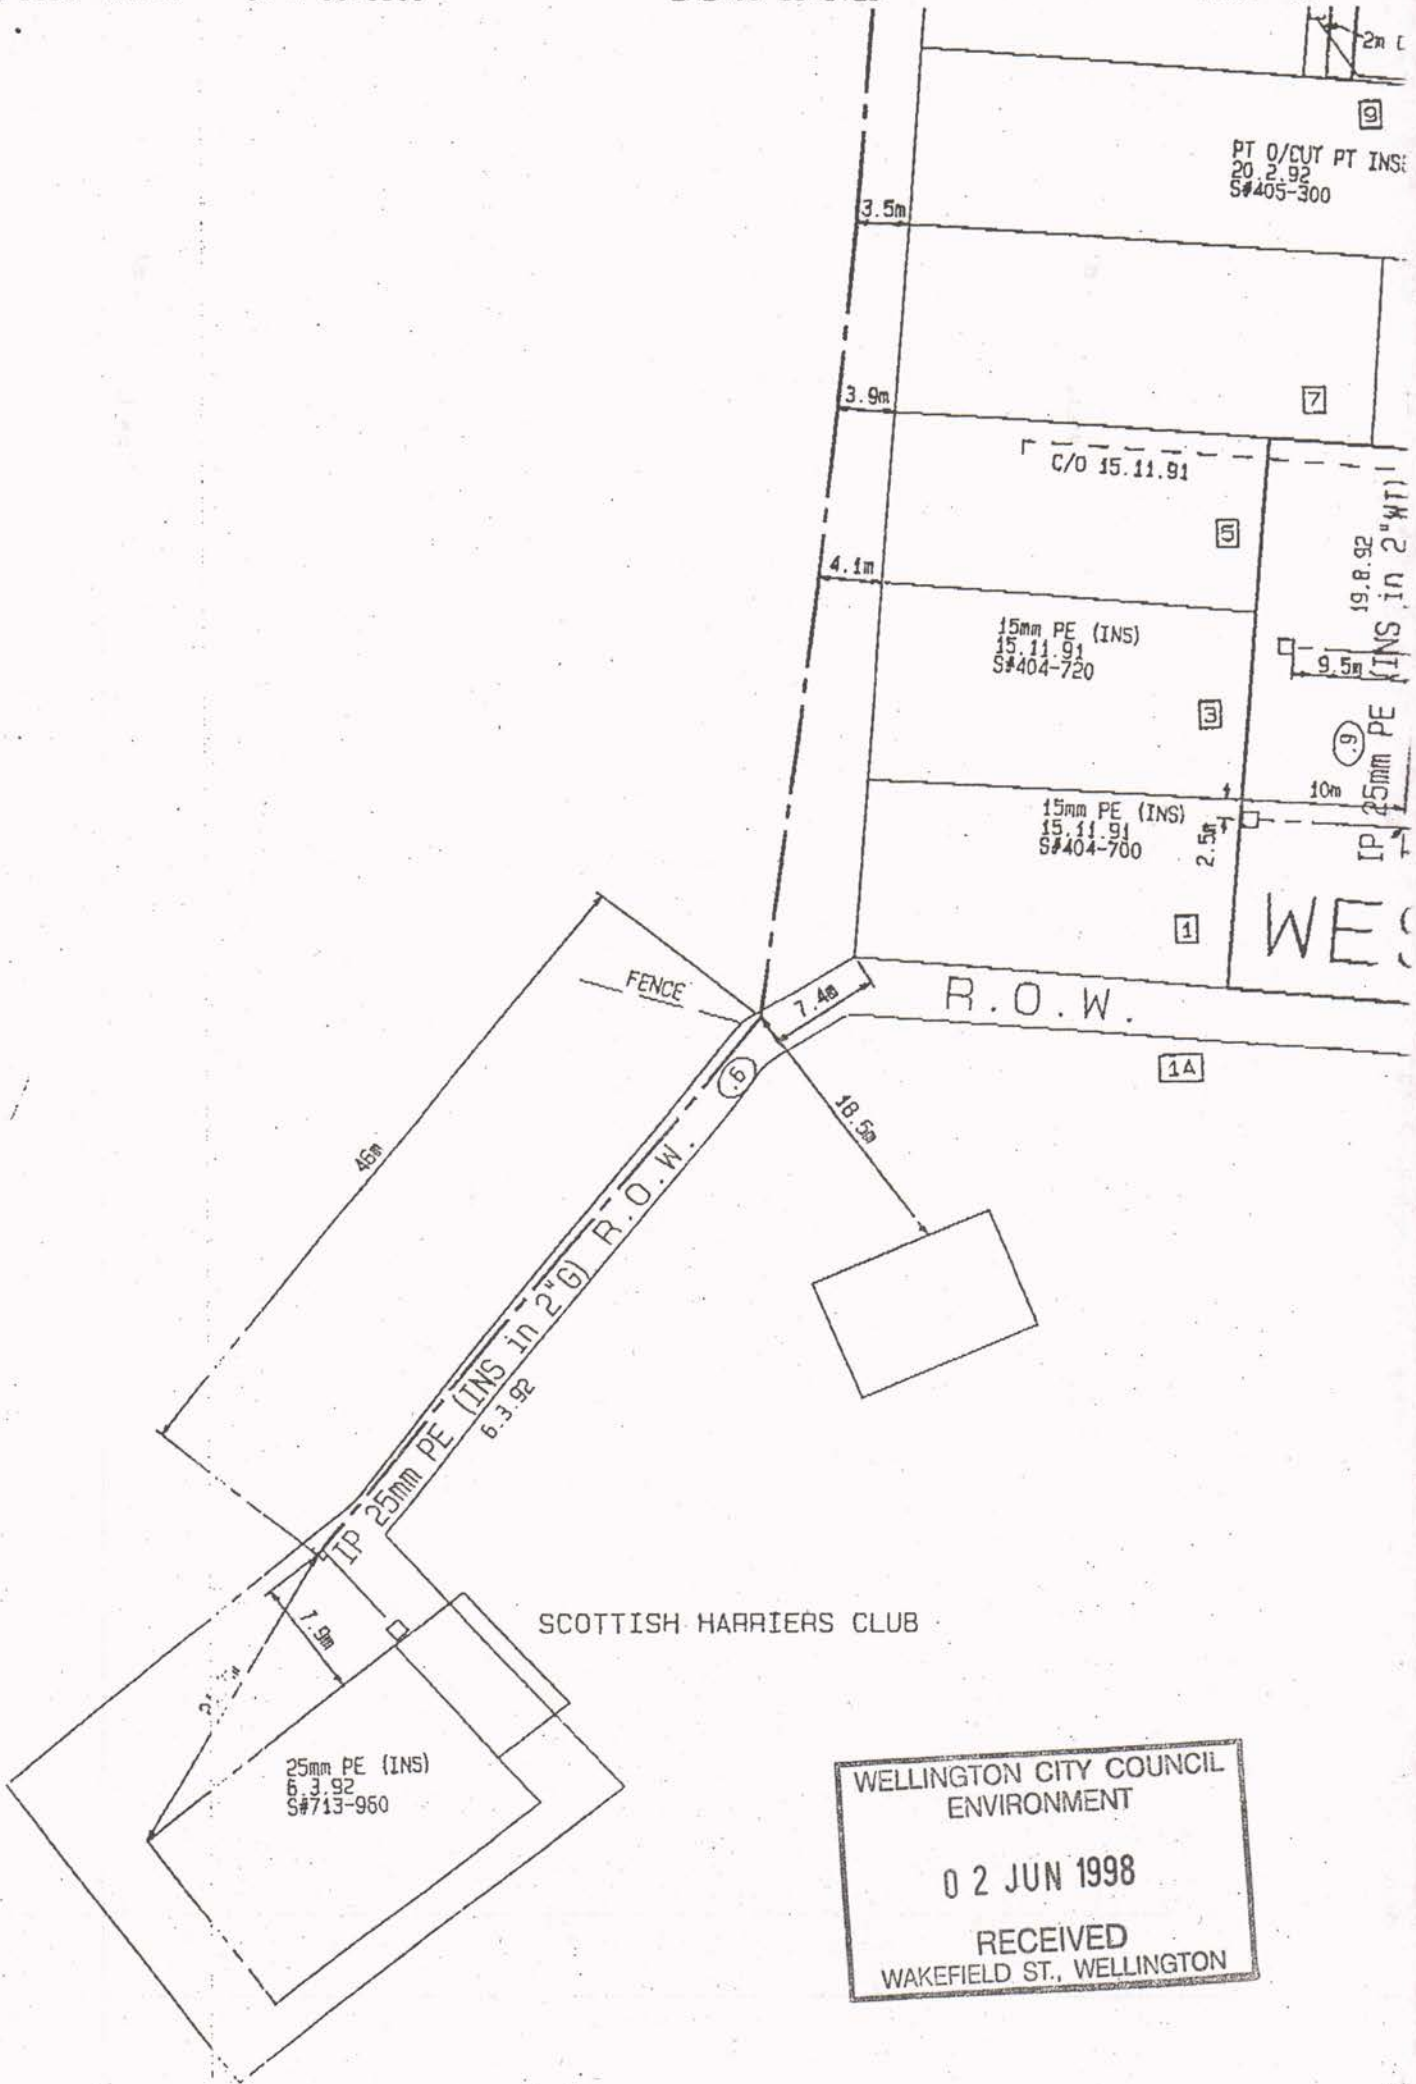 2m
9
PT O/CUT PT INS
20.2.92
S#405-300
3.5m
7
3.9m
C/O 15.11.91
5
4.1m
15mm PE (INS)
15.11.91
S#404-720
3
19.8.92
IP 25mm PE (INS in 2"WT)
9.5m
.9
10m
15mm PE (INS)
15.11.91
S#404-700
2.5m
1
WES
FENCE
7.4m
R.O.W.
1A
.6
18.5m
46m
IP 25mm PE (INS in 2"G) R.O.W.
6.3.92
7.9m
SCOTTISH HARRIERS CLUB
25mm PE (INS)
6.3.92
S#713-960
WELLINGTON CITY COUNCIL
ENVIRONMENT
02 JUN 1998
RECEIVED
WAKEFIELD ST., WELLINGTON